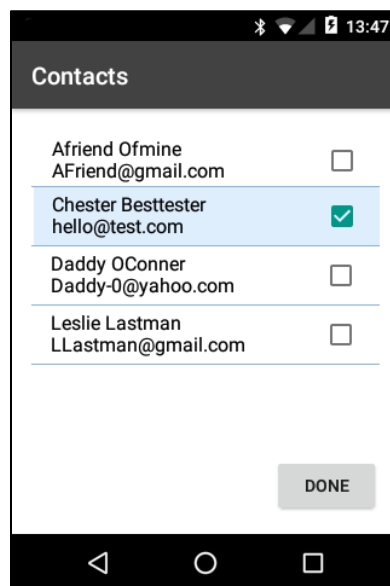 13:47
Contacts
Afriend Ofmine
AFriend@gmail.com
Chester Besttester
hello@test.com
Daddy OConner
Daddy-0@yahoo.com
Leslie Lastman
LLastman@gmail.com
DONE